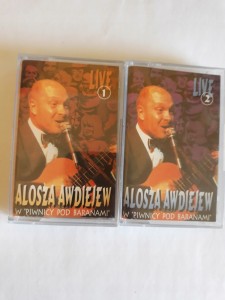 LIVE
1
ALOSZA AWDIEJEW
W "PIWNICY POD BARANAMI"
LIVE
2
ALOSZA AWDIEJEW
W "PIWNICY POD BARANAMI"